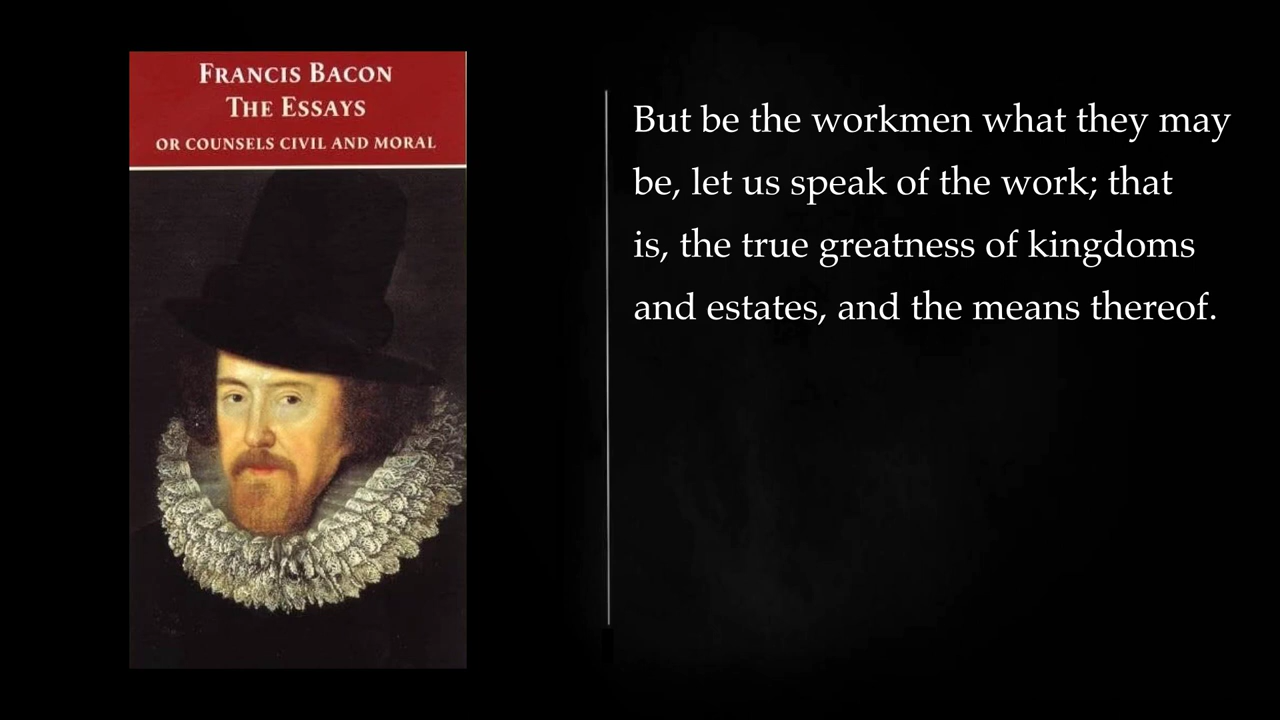 FRANCIS BACON
THE ESSAYS
OR COUNSELS CIVIL AND MORAL
But be the workmen what they may
be, let us speak of the work; that
is, the true greatness of kingdoms
and estates, and the means thereof.